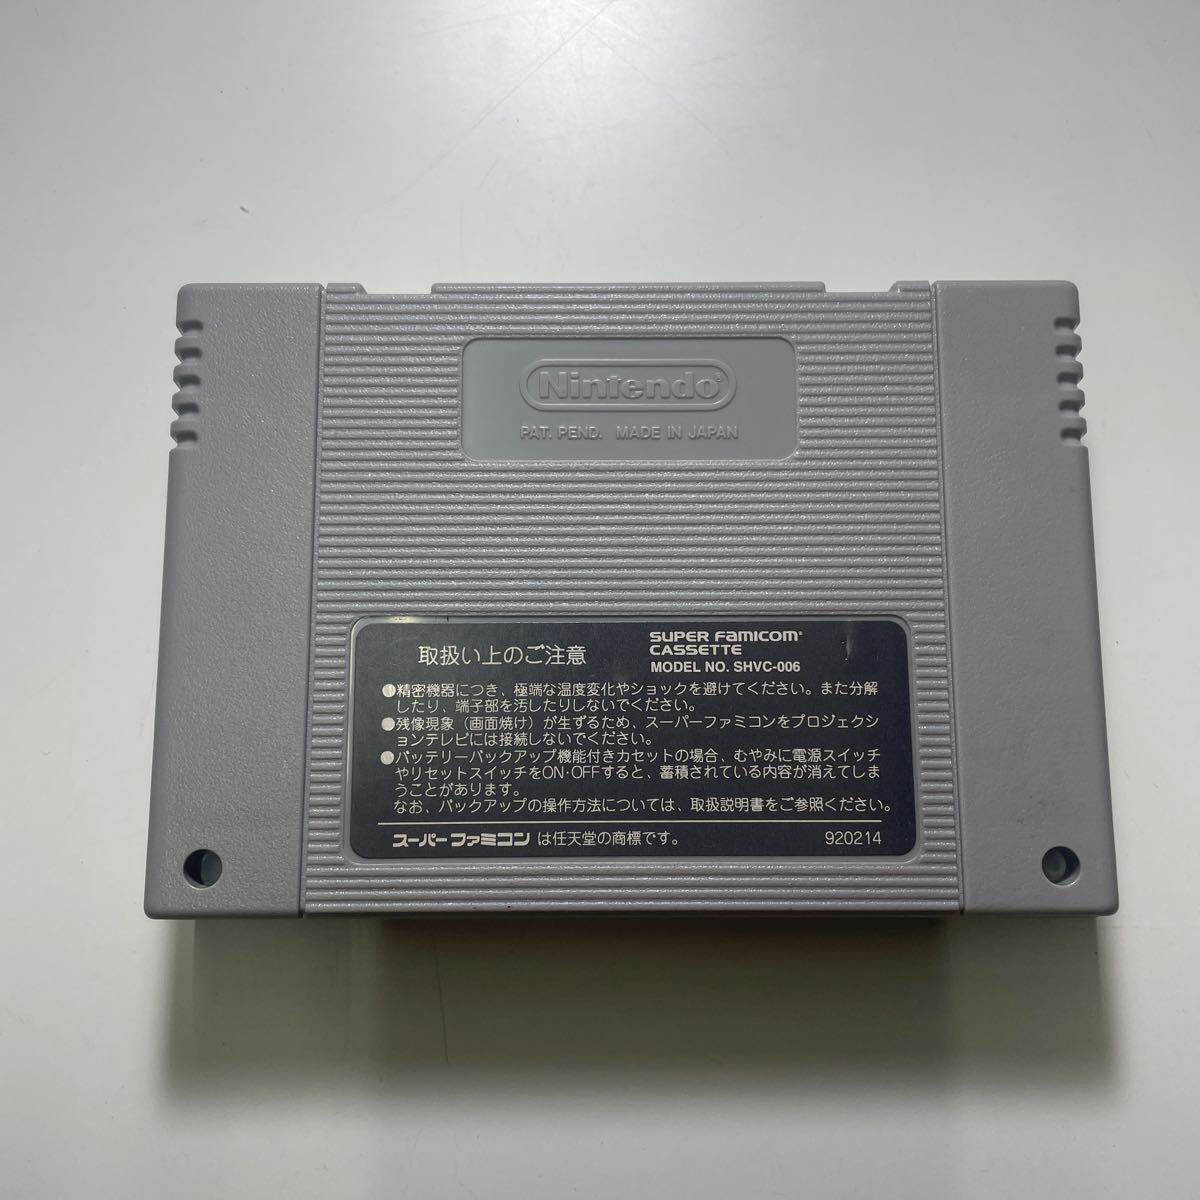 Nintendo
PAT. PEND. MADE IN JAPAN
取扱い上のご注意
SUPER FAMICOM
CASSETTE
MODEL NO. SHVC-006
●精密機器につき、極端な温度変化やショックを避けてください。また分解
したり、端子部を汚したりしないでください。
●残像現象（画面焼け）が生ずるため、スーパーファミコンをプロジェクシ
ョンテレビには接続しないでください。
●バッテリーバックアップ機能付きカセットの場合、むやみに電源スイッチ
やリセットスイッチをON·OFFすると、蓄積されている内容が消えてしま
うことがあります。
なお、バックアップの操作方法については、取扱説明書をご参照ください。
スーパーファミコン は任天堂の商標です。 920214